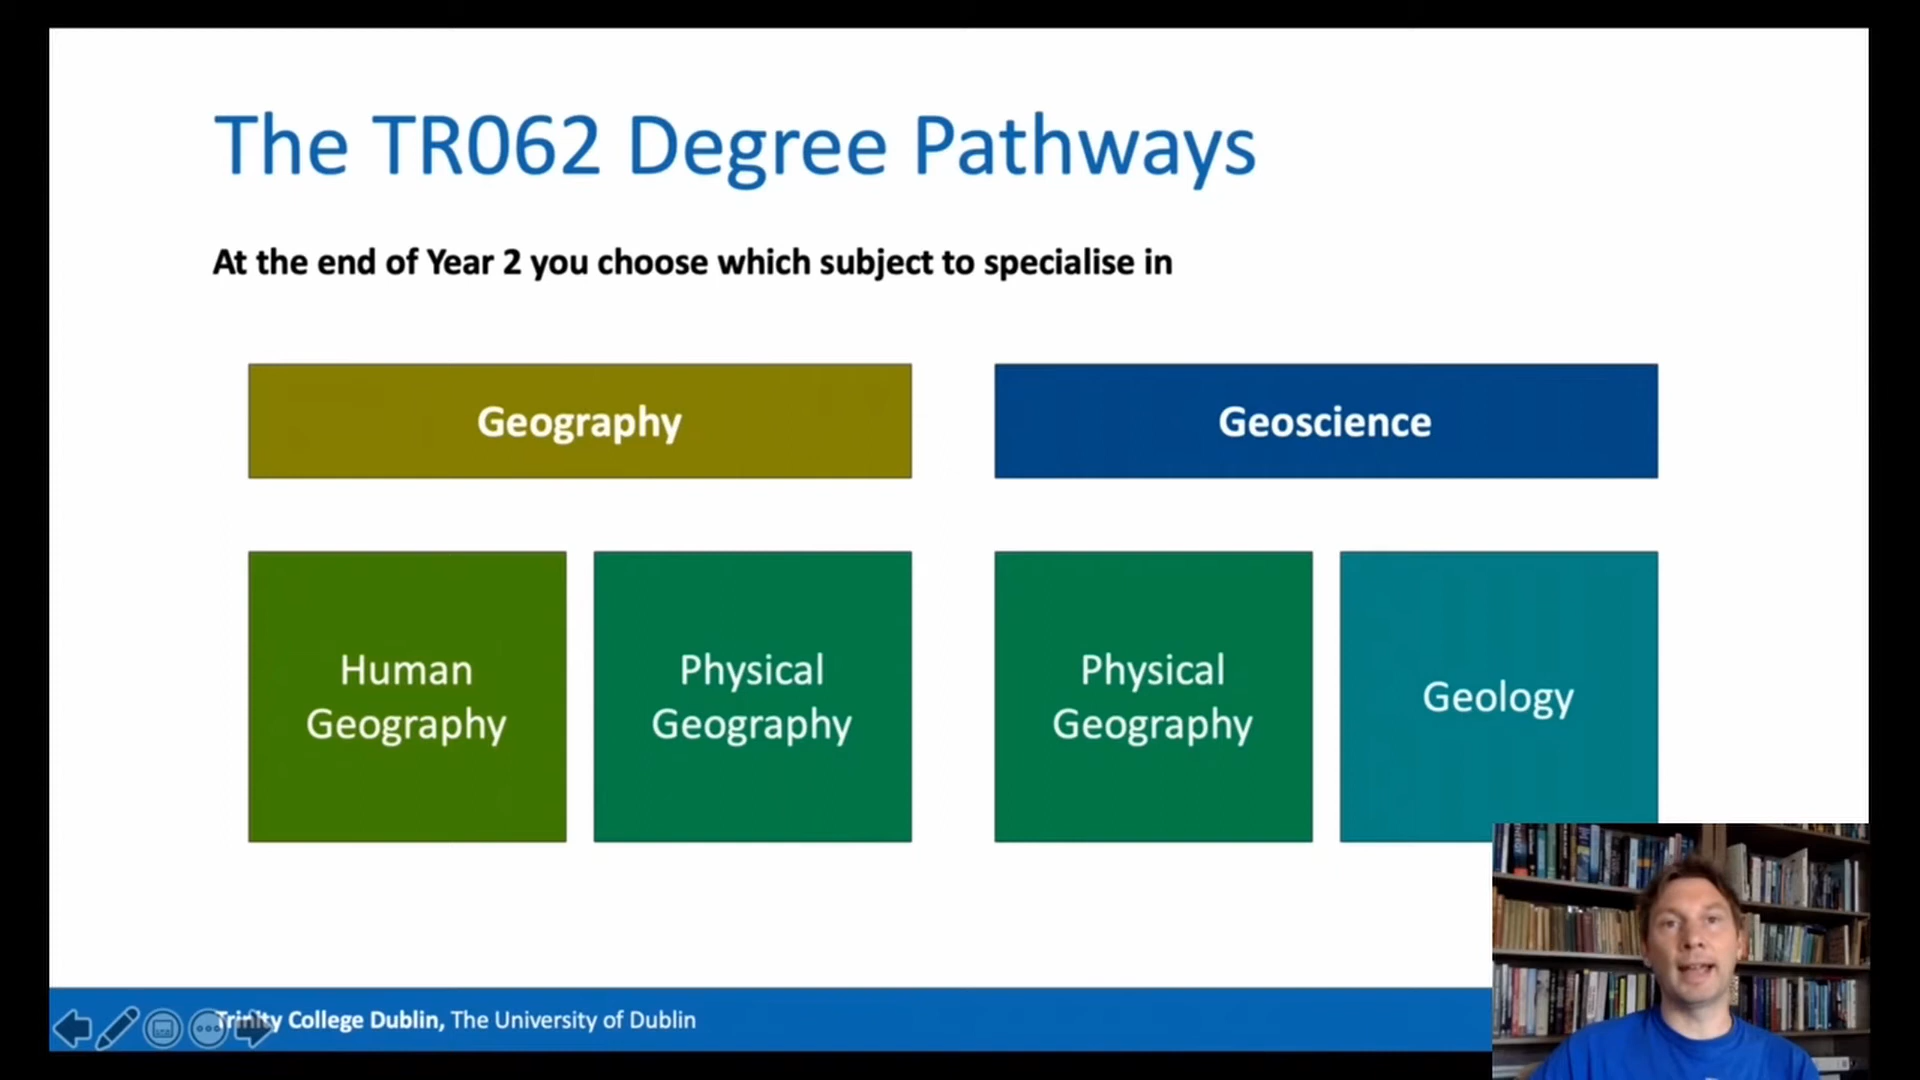 The TR062 Degree Pathways
At the end of Year 2 you choose which subject to specialise in
Geography
Geoscience
Human
Geography
Physical
Geography
Physical
Geography
Geology
Trinity College Dublin, The University of Dublin